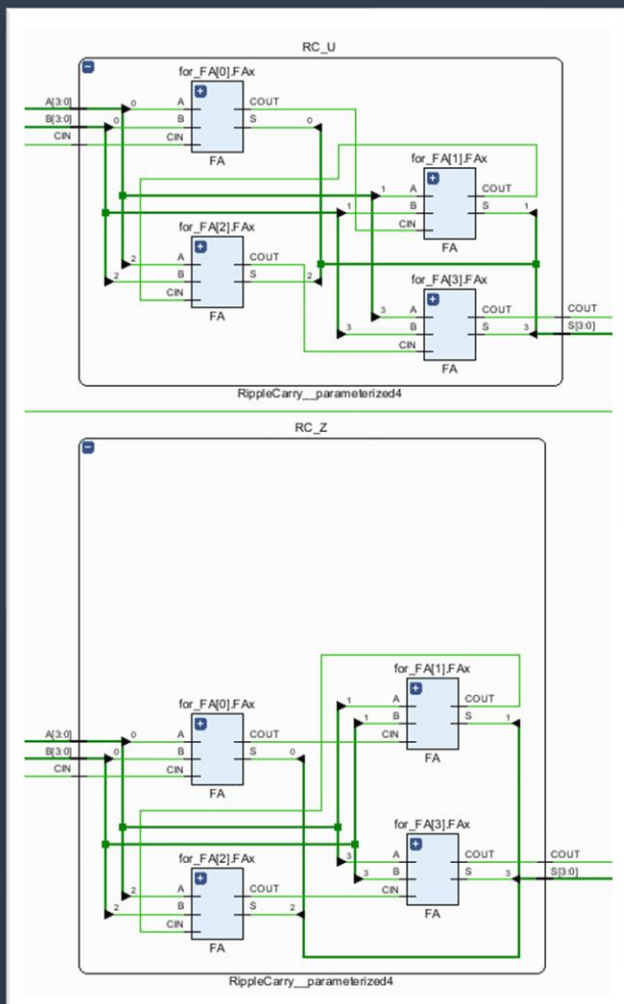 RC_U
for_FA[0].FAx
A[3:0] 0 A COUT
B[3:0] 0 B S 0
CIN CIN
FA
for_FA[1].FAx
1 A COUT
1 B S 1
CIN
FA
for_FA[2].FAx
2 A COUT
2 B S 2
CIN
FA
for_FA[3].FAx
3 A COUT COUT
3 B S 3 S[3:0]
CIN
FA
RippleCarry__parameterized4
RC_Z
for_FA[1].FAx
1 A COUT
1 B S 1
CIN
FA
for_FA[0].FAx
A[3:0] 0 A COUT
B[3:0] 0 B S 0
CIN CIN
FA
for_FA[3].FAx
3 A COUT COUT
3 B S 3 S[3:0]
CIN
FA
for_FA[2].FAx
2 A COUT
2 B S 2
CIN
FA
RippleCarry__parameterized4